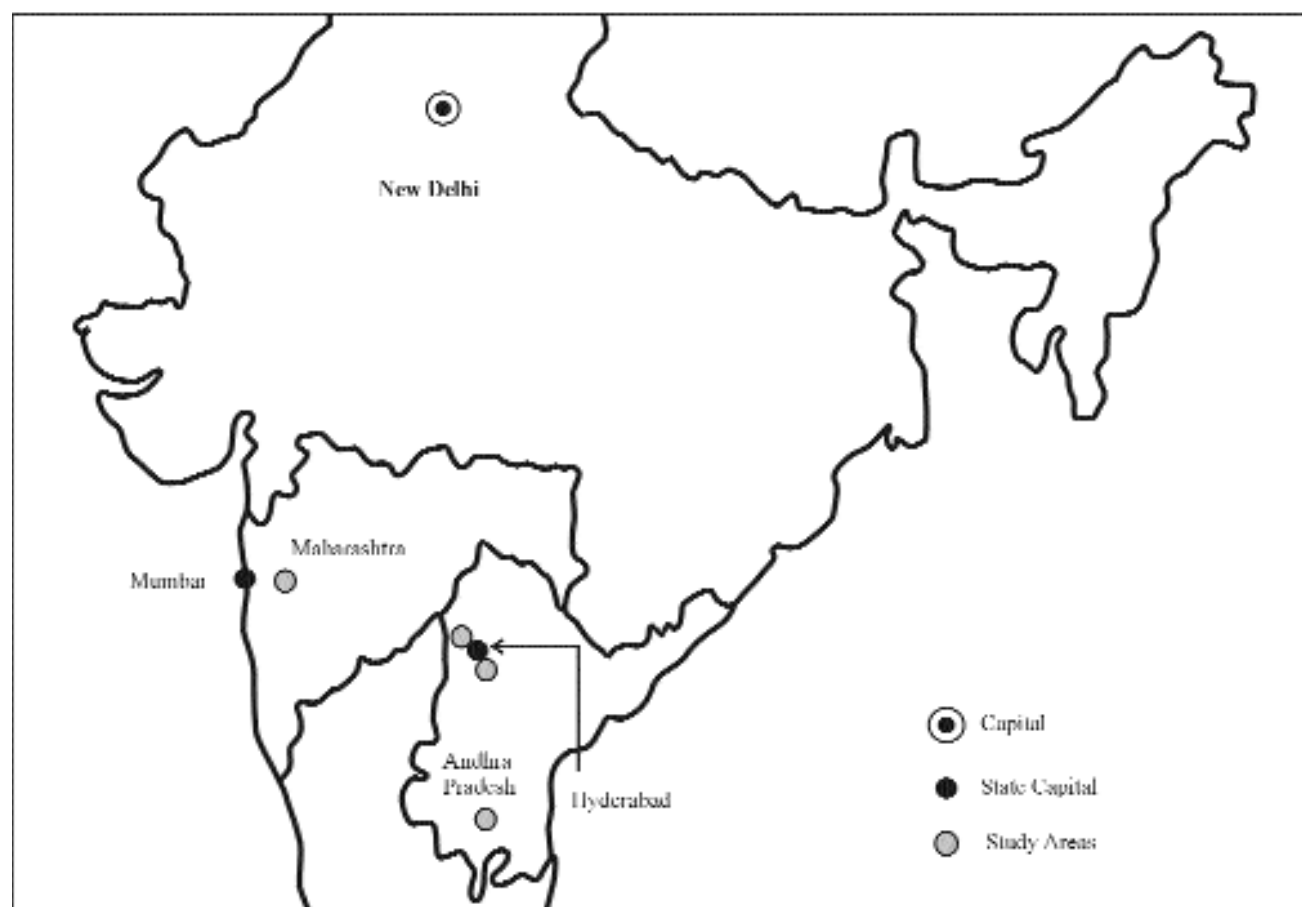 New Delhi
Maharashtra
Mumbai
Andhra
Pradesh
Hyderabad
Capital
State Capital
Study Areas